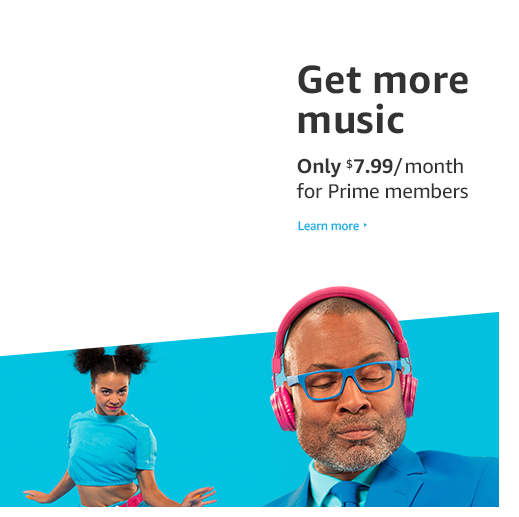 Get more
music
Only $7.99/month
for Prime members
Learn more ‣